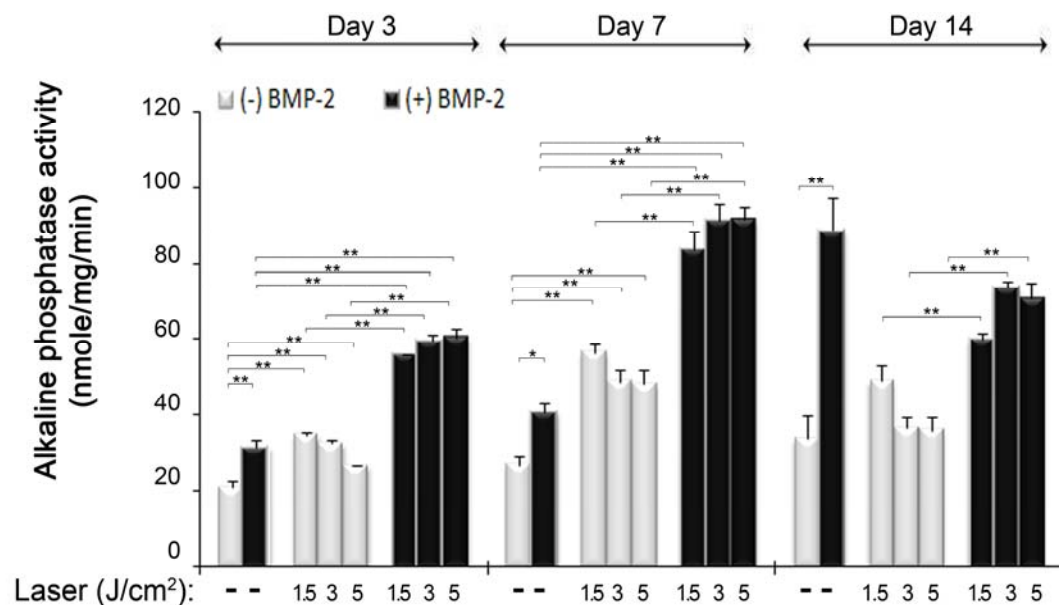 Day 3 Day 7 Day 14
(-) BMP-2 (+) BMP-2
Alkaline phosphatase activity
(nmole/mg/min)
120
100
80
60
40
20
0
** ** ** ** ** ** ** ** ** **
** ** ** ** ** ** ** ** ** *
** ** ** **
Laser (J/cm²): - - 1.5 3 5 1.5 3 5 - - 1.5 3 5 1.5 3 5 - - 1.5 3 5 1.5 3 5